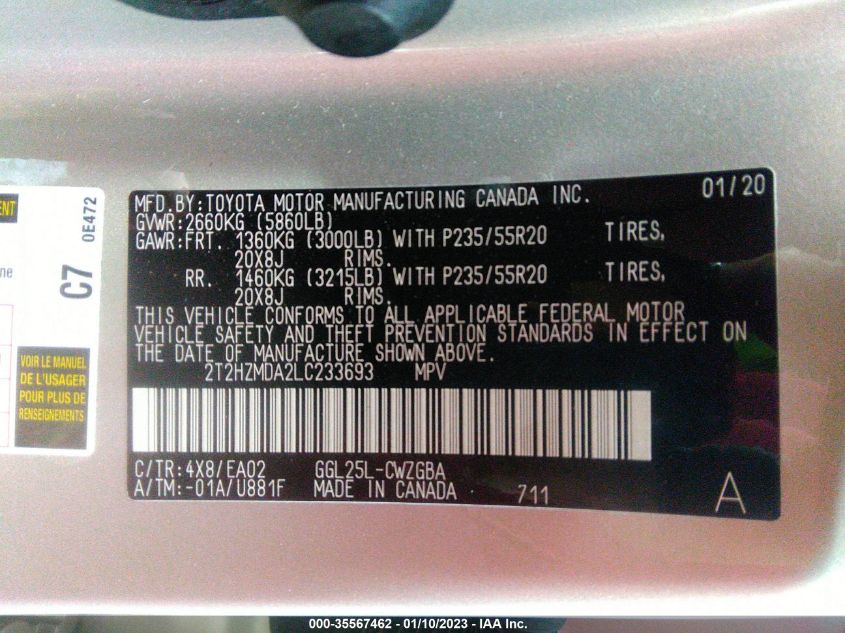 ENT
ne
C7
0E472
VOIR LE MANUEL
DE L'USAGER
POUR PLUS DE
RENSEIGNEMENTS
MFD.BY:TOYOTA MOTOR MANUFACTURING CANADA INC. 01/20
GVWR:2660KG (5860LB)
GAWR:FRT. 1360KG (3000LB) WITH P235/55R20 TIRES,
20X8J RIMS.
RR. 1460KG (3215LB) WITH P235/55R20 TIRES,
20X8J RIMS.
THIS VEHICLE CONFORMS TO ALL APPLICABLE FEDERAL MOTOR
VEHICLE SAFETY AND THEFT PREVENTION STANDARDS IN EFFECT ON
THE DATE OF MANUFACTURE SHOWN ABOVE.
2T2HZMDA2LC233693 MPV
C/TR:4X8/EA02 GGL25L-CWZGBA
A/TM:-01A/U881F MADE IN CANADA 711 A
000-35567462 - 01/10/2023 - IAA Inc.